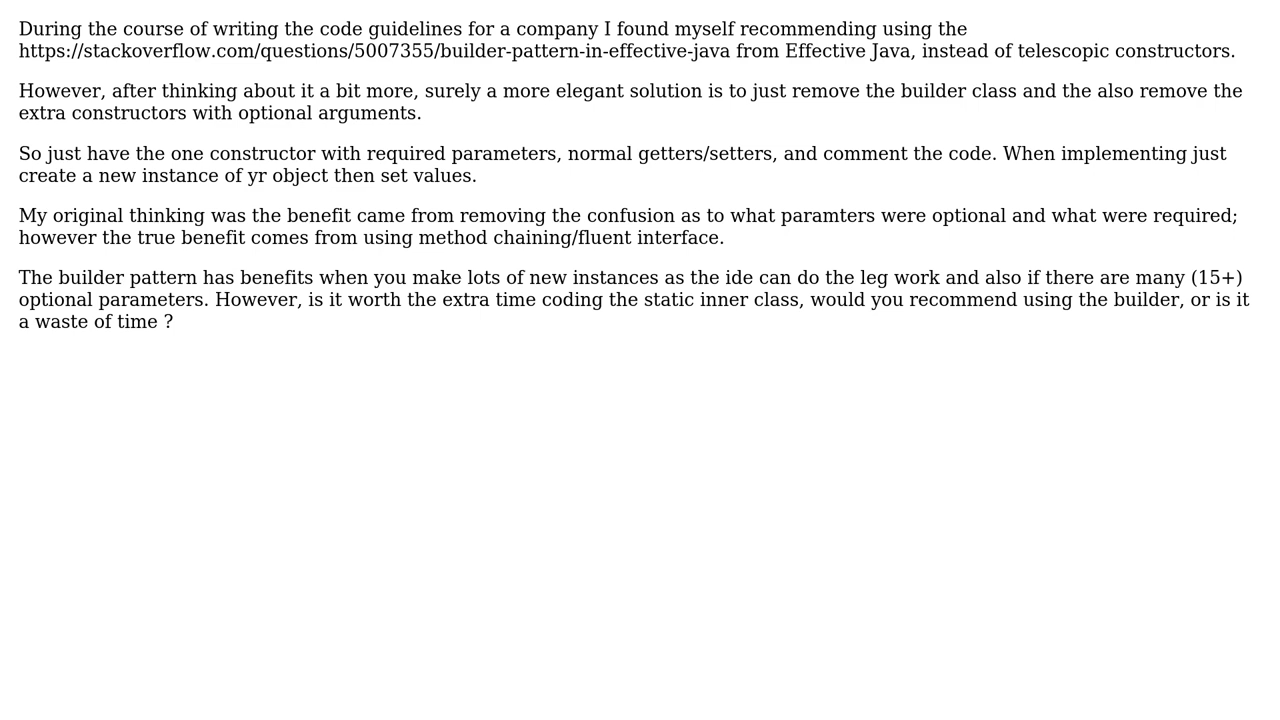 During the course of writing the code guidelines for a company I found myself recommending using the
https://stackoverflow.com/questions/5007355/builder-pattern-in-effective-java from Effective Java, instead of telescopic constructors.
However, after thinking about it a bit more, surely a more elegant solution is to just remove the builder class and the also remove the
extra constructors with optional arguments.
So just have the one constructor with required parameters, normal getters/setters, and comment the code. When implementing just
create a new instance of yr object then set values.
My original thinking was the benefit came from removing the confusion as to what paramters were optional and what were required;
however the true benefit comes from using method chaining/fluent interface.
The builder pattern has benefits when you make lots of new instances as the ide can do the leg work and also if there are many (15+)
optional parameters. However, is it worth the extra time coding the static inner class, would you recommend using the builder, or is it
a waste of time ?